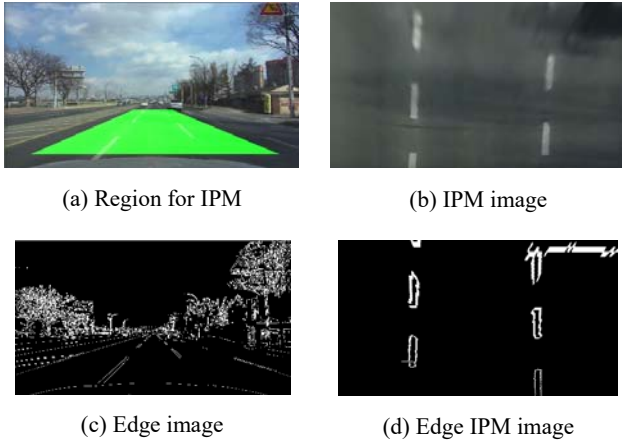 (a) Region for IPM
(b) IPM image
(c) Edge image
(d) Edge IPM image